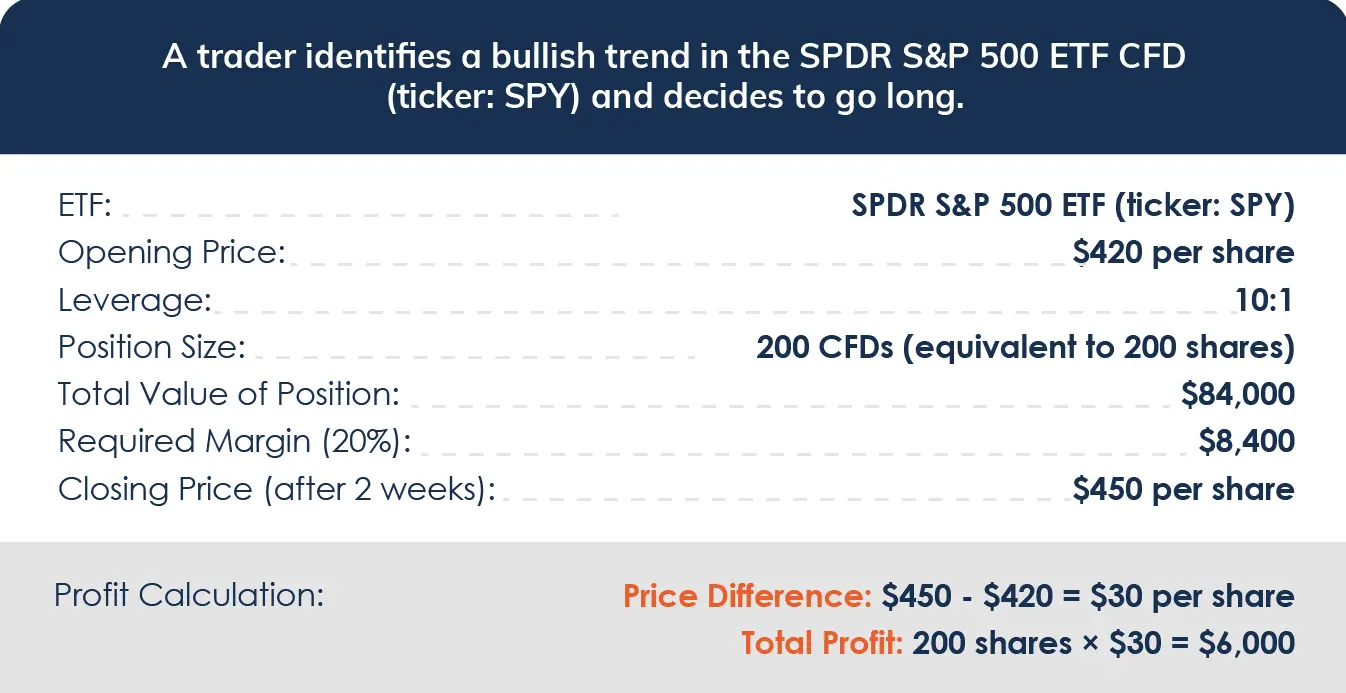 A trader identifies a bullish trend in the SPDR S&P 500 ETF CFD
(ticker: SPY) and decides to go long.
ETF: SPDR S&P 500 ETF (ticker: SPY)
Opening Price: $420 per share
Leverage: 10:1
Position Size: 200 CFDs (equivalent to 200 shares)
Total Value of Position: $84,000
Required Margin (20%): $8,400
Closing Price (after 2 weeks): $450 per share
Profit Calculation: Price Difference: $450 - $420 = $30 per share
Total Profit: 200 shares × $30 = $6,000